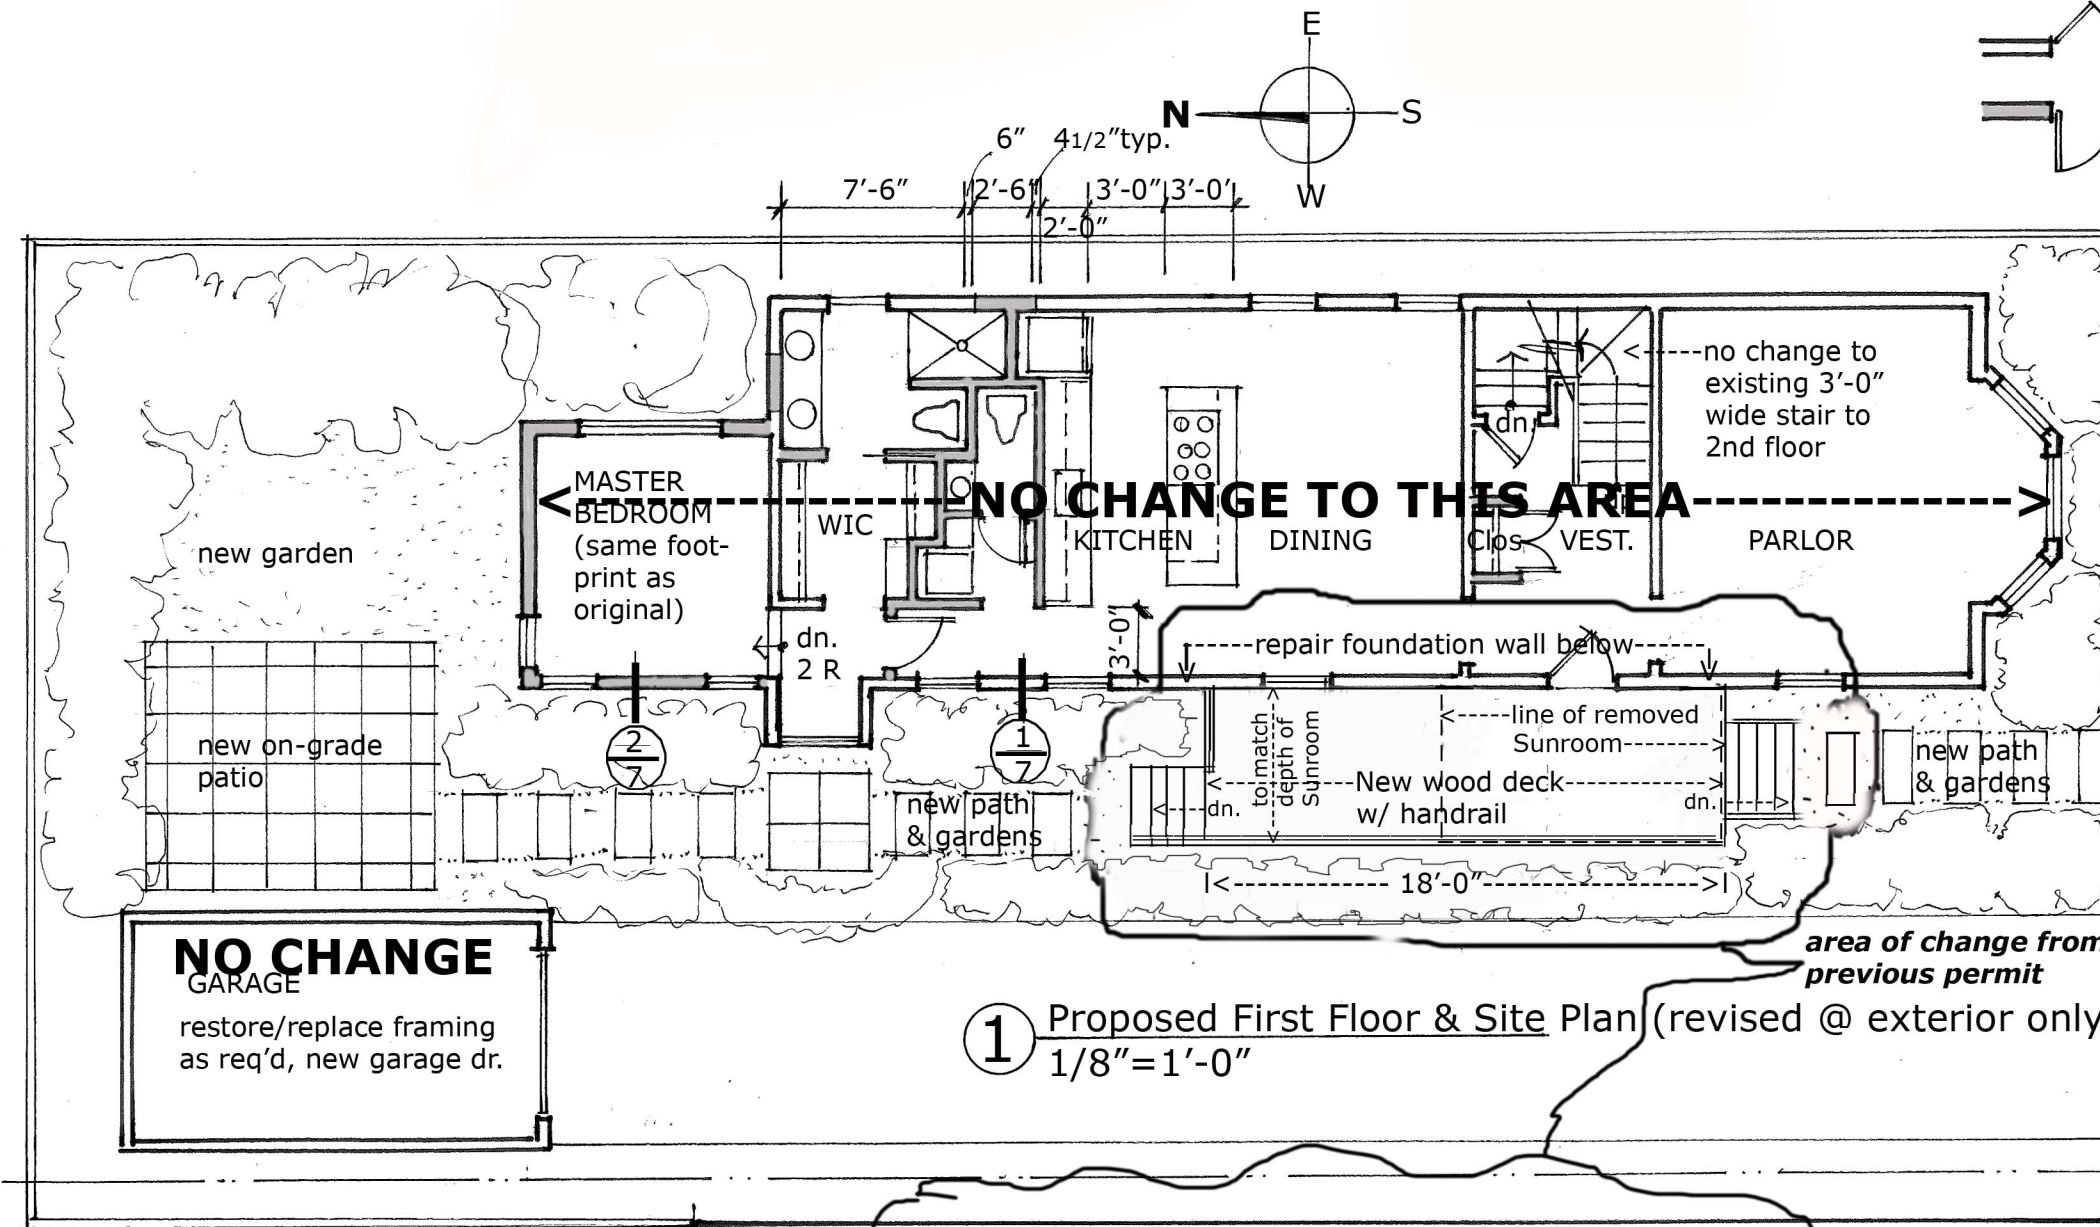 E
N
S
W
6” 41/2”typ.
7’-6” 2’-6” 3’-0” 3’-0”
2’-0”
no change to
existing 3’-0”
wide stair to
2nd floor
dn.
MASTER
BEDROOM
(same foot-
print as
original)
<--------------NO CHANGE TO THIS AREA-------------->
WIC
KITCHEN
DINING
Clos.
VEST.
PARLOR
new garden
dn.
2 R
3’-0”
repair foundation wall below
new on-grade
patio
2
7
1
7
to match
depth of
Sunroom
line of removed
Sunroom
New wood deck
w/ handrail
dn.
dn.
new path
& gardens
new path
& gardens
18’-0”
NO CHANGE
GARAGE
restore/replace framing
as req’d, new garage dr.
area of change from
previous permit
1
Proposed First Floor & Site Plan (revised @ exterior only
1/8”=1’-0”